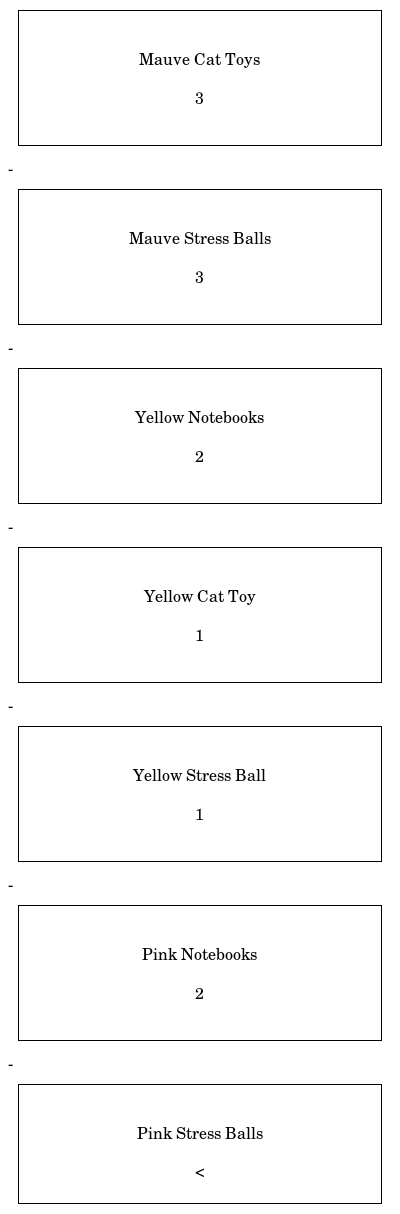 Mauve Cat Toys
3
-
Mauve Stress Balls
3
-
Yellow Notebooks
2
-
Yellow Cat Toy
1
-
Yellow Stress Ball
1
-
Pink Notebooks
2
-
Pink Stress Balls
<